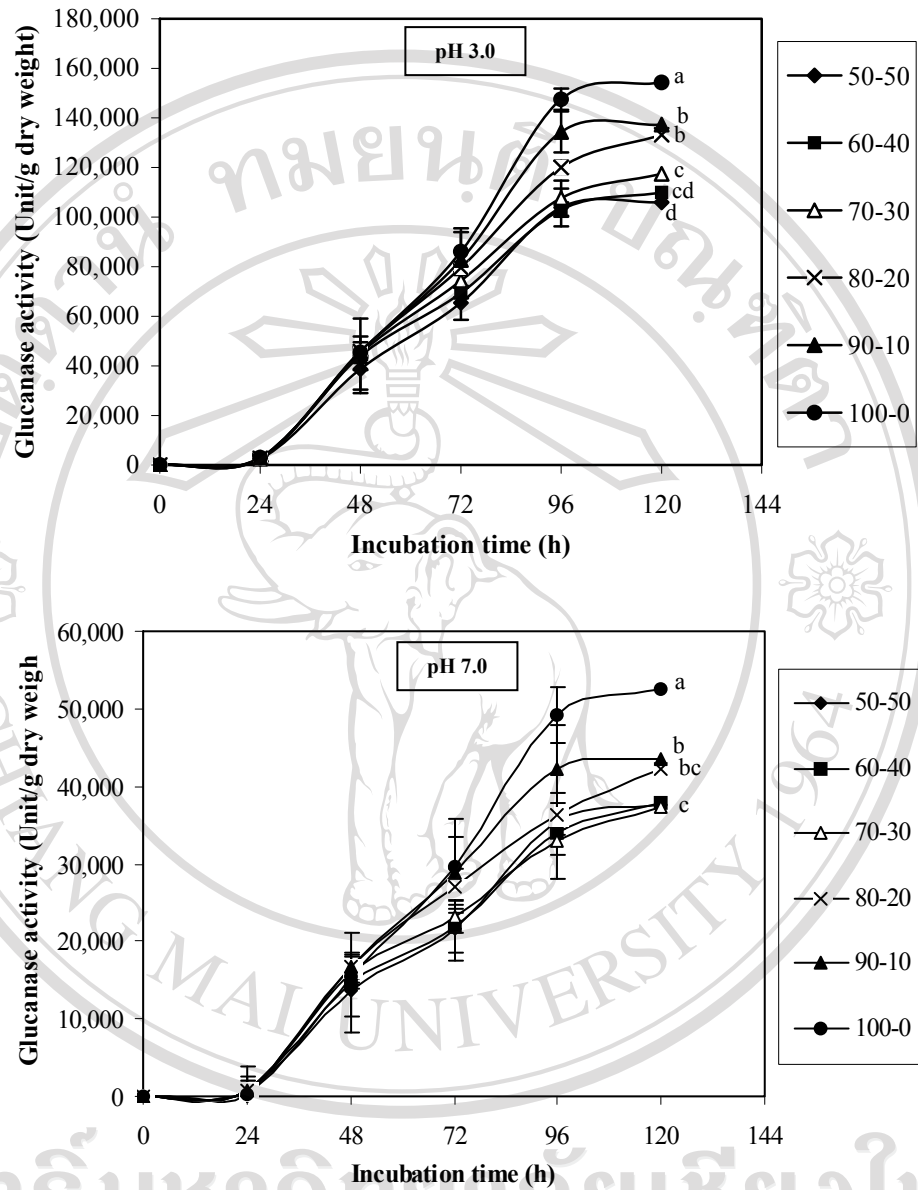 180,000
160,000
140,000
120,000
100,000
80,000
60,000
40,000
20,000
0
Glucanase activity (Unit/g dry weight)
pH 3.0
a
b
b
c
cd
d
0 24 48 72 96 120 144
Incubation time (h)
50-50
60-40
70-30
80-20
90-10
100-0
60,000
50,000
40,000
30,000
20,000
10,000
0
Glucanase activity (Unit/g dry weigh
pH 7.0
a
b
bc
c
0 24 48 72 96 120 144
Incubation time (h)
50-50
60-40
70-30
80-20
90-10
100-0
MAI UNIVERSITY 1964